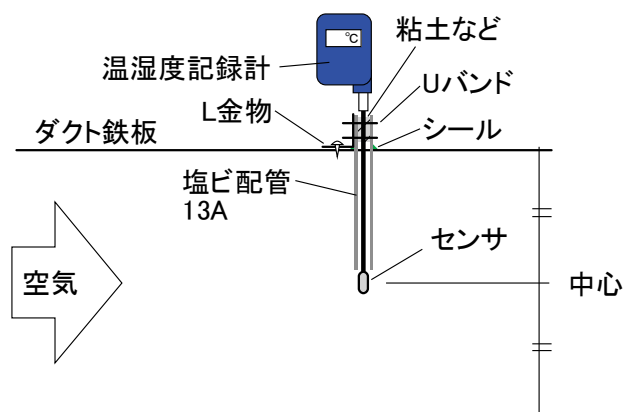 ℃
粘土など
温湿度記録計
Uバンド
L金物
ダクト鉄板
シール
塩ビ配管
13A
センサ
空気
中心